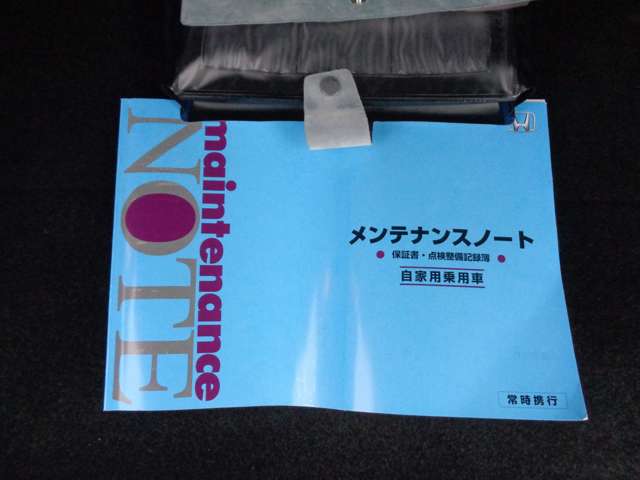 maintenance
NOTE
メンテナンスノート
● 保証書・点検整備記録簿 ●
自家用乗用車
常時携行